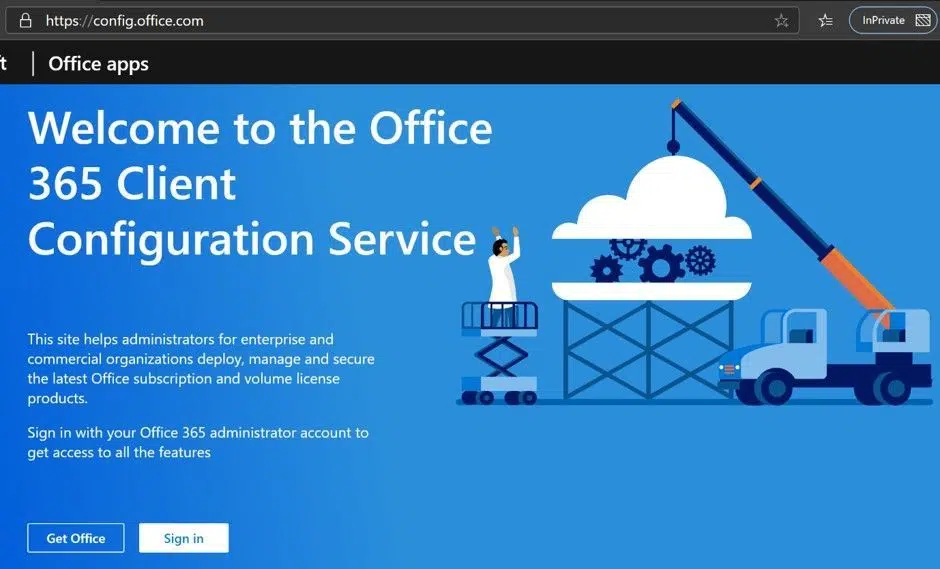 https://config.office.com
InPrivate
t | Office apps
Welcome to the Office
365 Client
Configuration Service
This site helps administrators for enterprise and
commercial organizations deploy, manage and secure
the latest Office subscription and volume license
products.
Sign in with your Office 365 administrator account to
get access to all the features
Get Office
Sign in